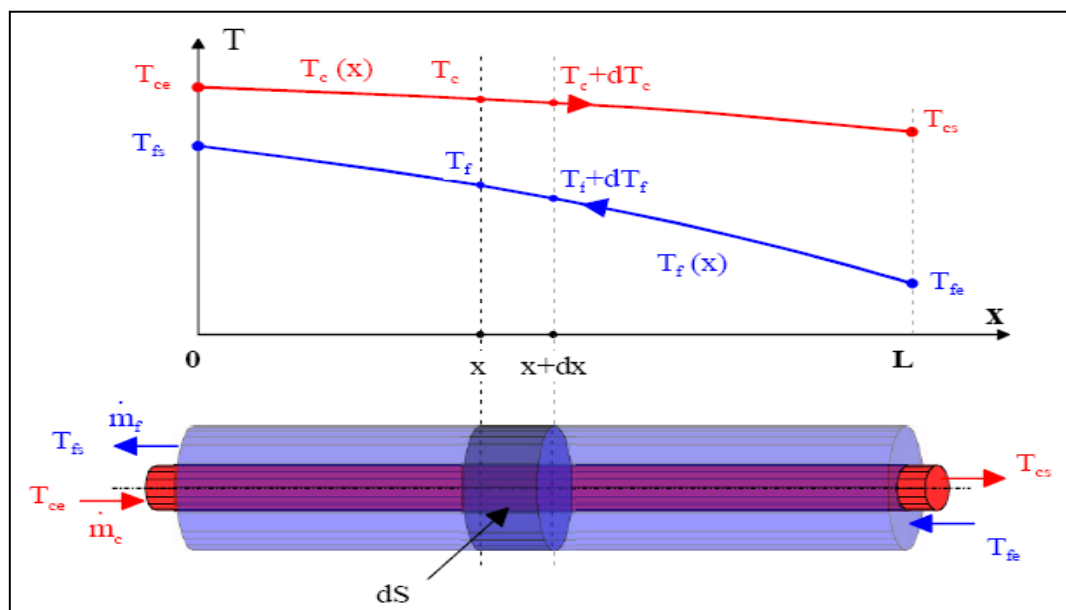 T
T_ce
T_c (x)
T_c
T_c+dT_c
T_cs
T_fs
T_f
T_f+dT_f
T_f (x)
T_fe
x
0
x
x+dx
L
ṁ_f
T_fs
T_cs
T_ce
ṁ_c
T_fe
dS